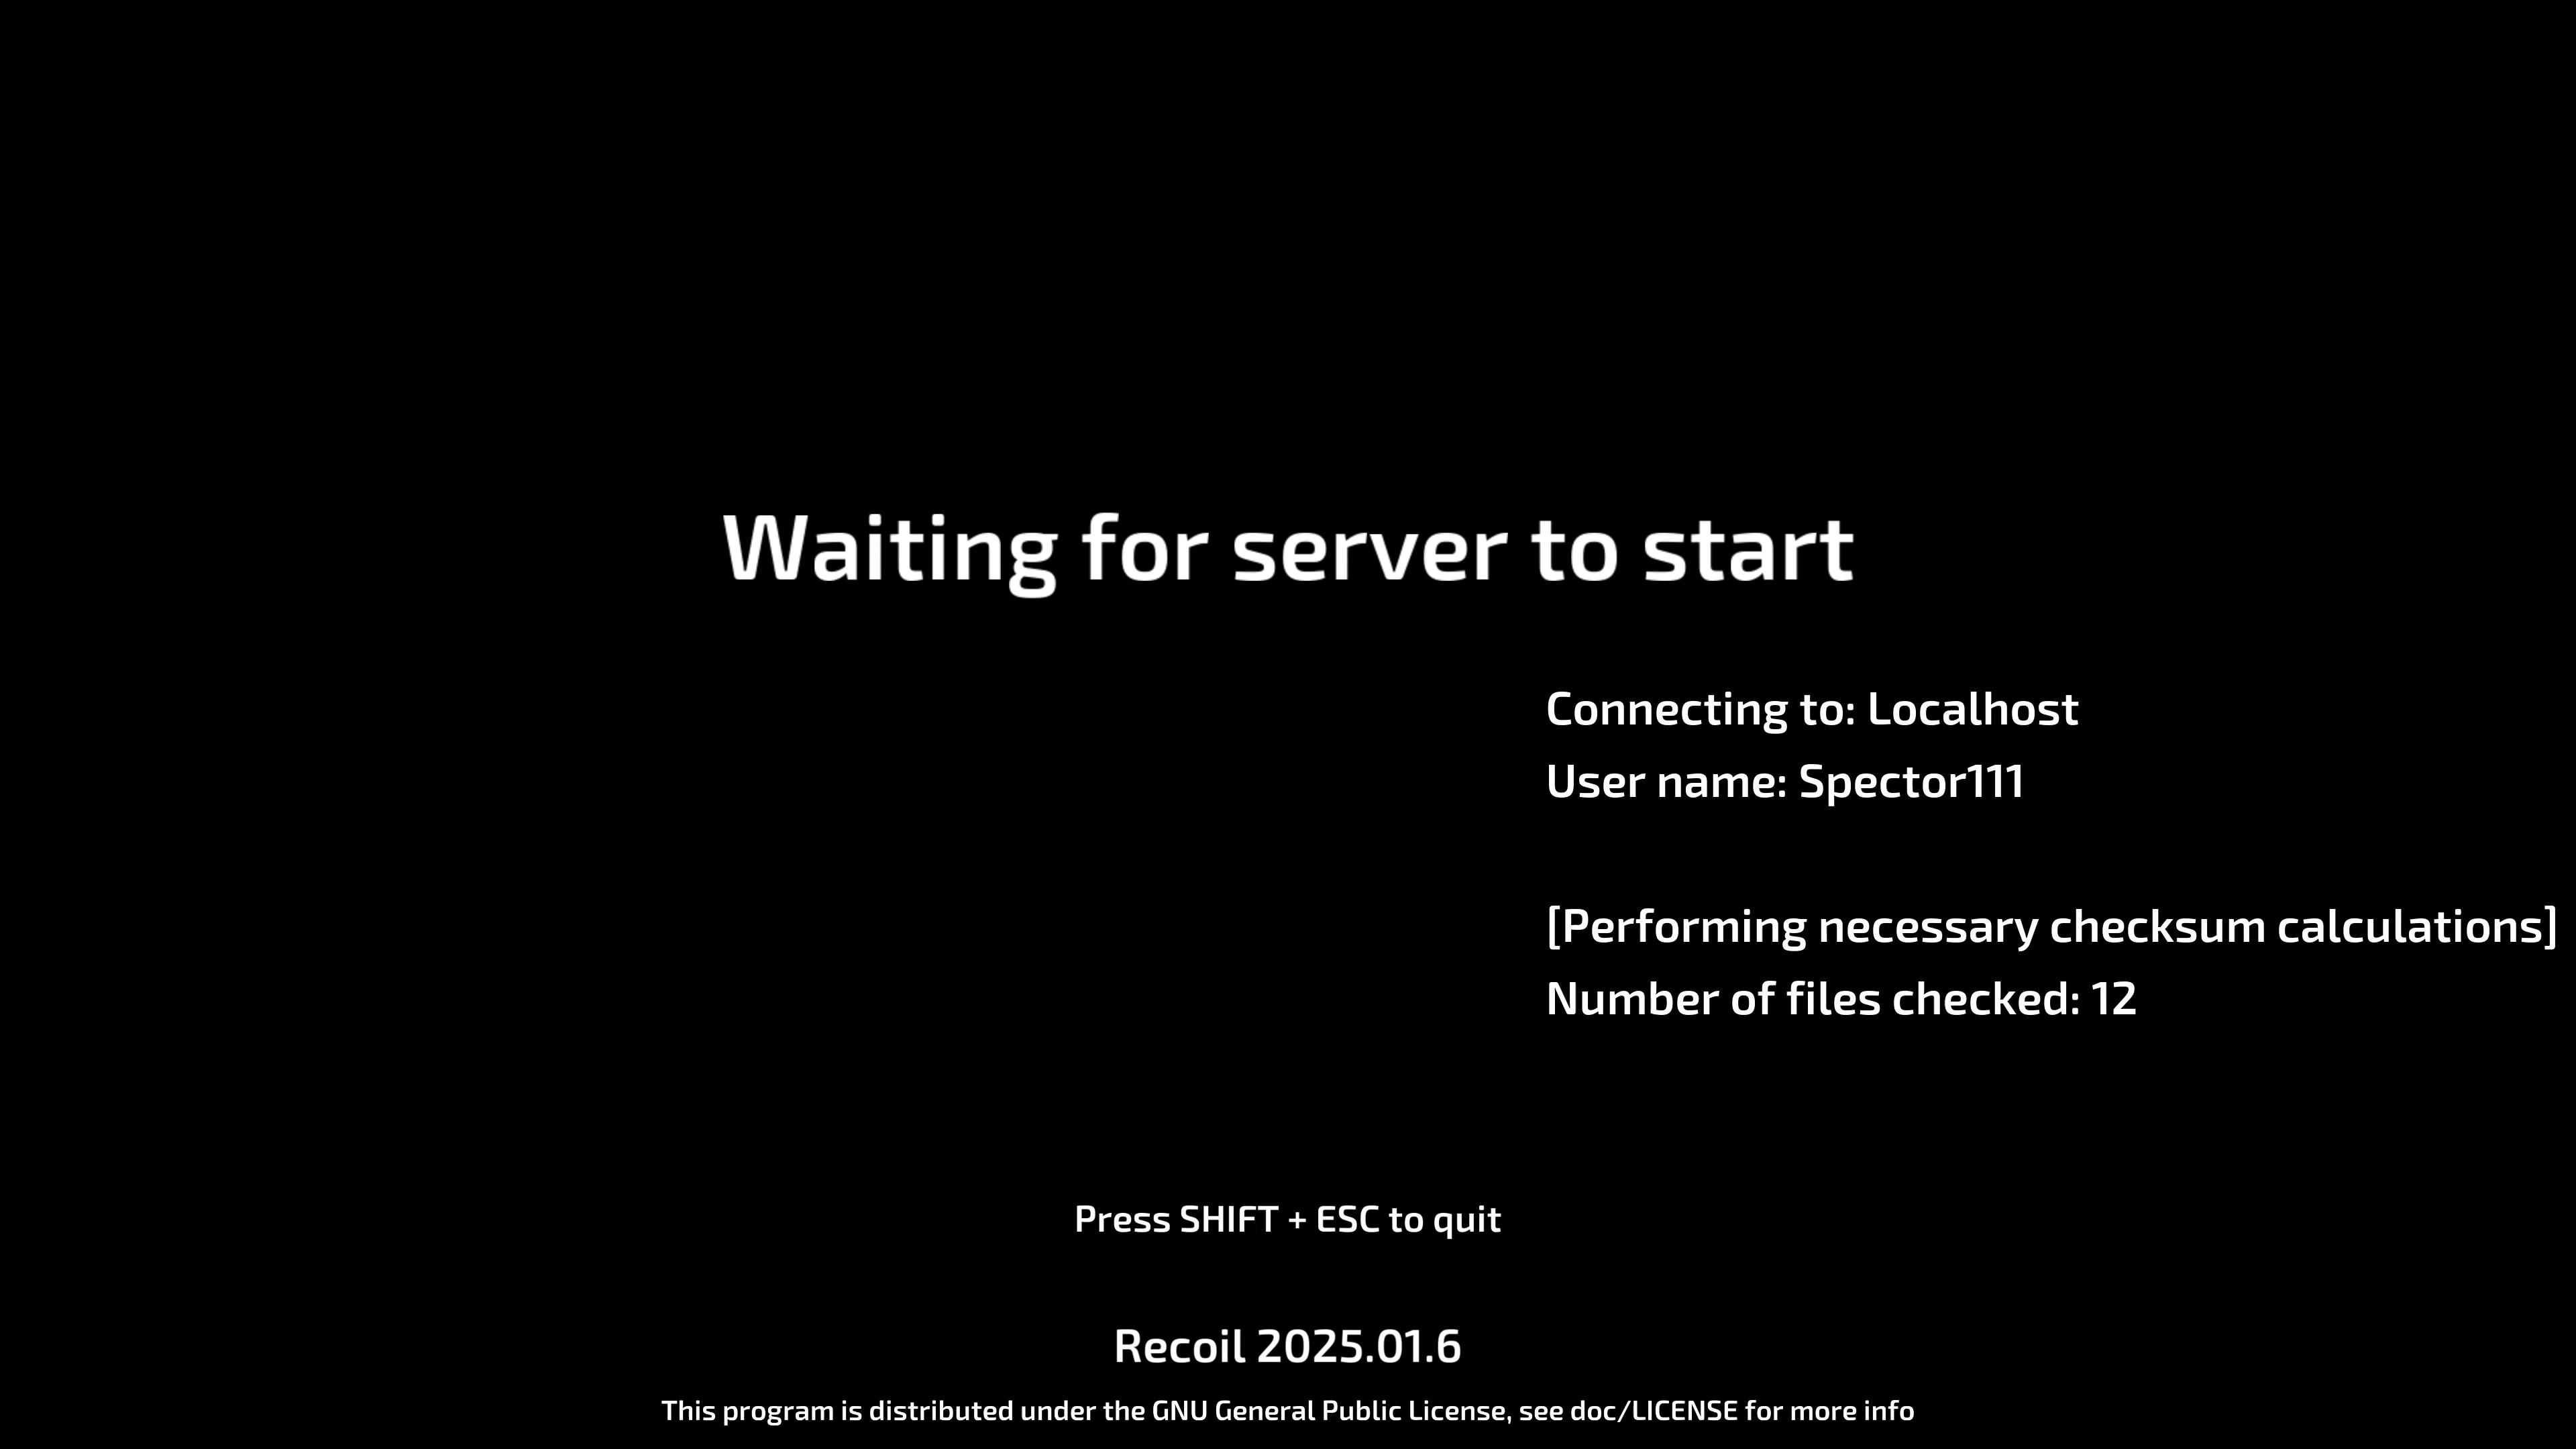 Waiting for server to start
Connecting to: Localhost
User name: Spector111
[Performing necessary checksum calculations]
Number of files checked: 12
Press SHIFT + ESC to quit
Recoil 2025.01.6
This program is distributed under the GNU General Public License, see doc/LICENSE for more info